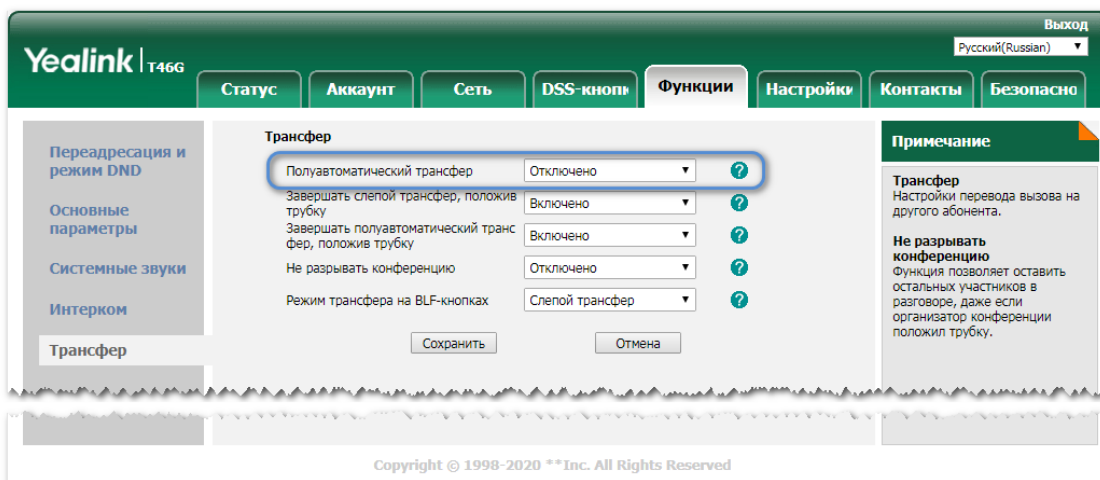 Выход
Русский(Russian)
Yealink | T46G
Статус Аккаунт Сеть DSS-кнопк Функции Настройки Контакты Безопасно
Переадресация и
режим DND
Основные
параметры
Системные звуки
Интерком
Трансфер
Трансфер
Полуавтоматический трансфер Отключено ?
Завершать слепой трансфер, положив
трубку Включено ?
Завершать полуавтоматический транс
фер, положив трубку Включено ?
Не разрывать конференцию Отключено ?
Режим трансфера на BLF-кнопках Слепой трансфер ?
Сохранить Отмена
Примечание
Трансфер
Настройки перевода вызова на
другого абонента.
Не разрывать
конференцию
Функция позволяет оставить
остальных участников в
разговоре, даже если
организатор конференции
положил трубку.
Copyright © 1998-2020 **Inc. All Rights Reserved